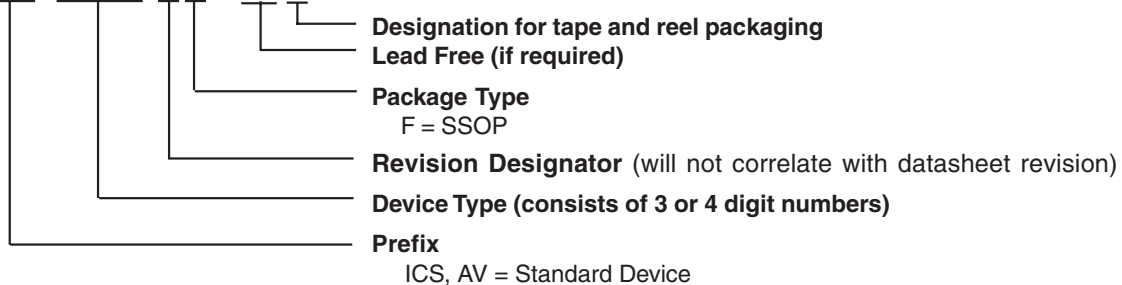 Designation for tape and reel packaging
Lead Free (if required)
Package Type
F = SSOP
Revision Designator (will not correlate with datasheet revision)
Device Type (consists of 3 or 4 digit numbers)
Prefix
ICS, AV = Standard Device